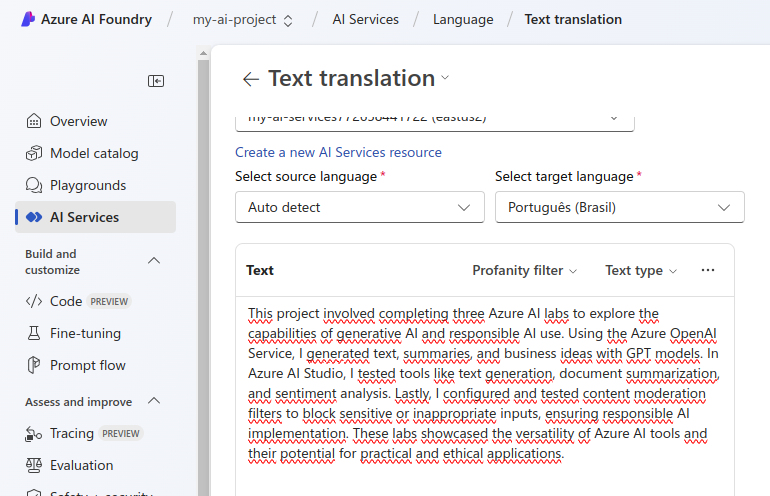 Azure AI Foundry / my-ai-project / AI Services / Language / Text translation
Text translation
Overview
Model catalog
Playgrounds
AI Services
Build and
customize
Code PREVIEW
Fine-tuning
Prompt flow
Assess and improve
Tracing PREVIEW
Evaluation
Safety + security
(eastus2)
Create a new AI Services resource
Select source language *
Select target language *
Auto detect
Português (Brasil)
Text
Profanity filter
Text type
...
This project involved completing three Azure AI labs to explore the
capabilities of generative AI and responsible AI use. Using the Azure OpenAI
Service, I generated text, summaries, and business ideas with GPT models. In
Azure AI Studio, I tested tools like text generation, document summarization,
and sentiment analysis. Lastly, I configured and tested content moderation
filters to block sensitive or inappropriate inputs, ensuring responsible AI
implementation. These labs showcased the versatility of Azure AI tools and
their potential for practical and ethical applications.